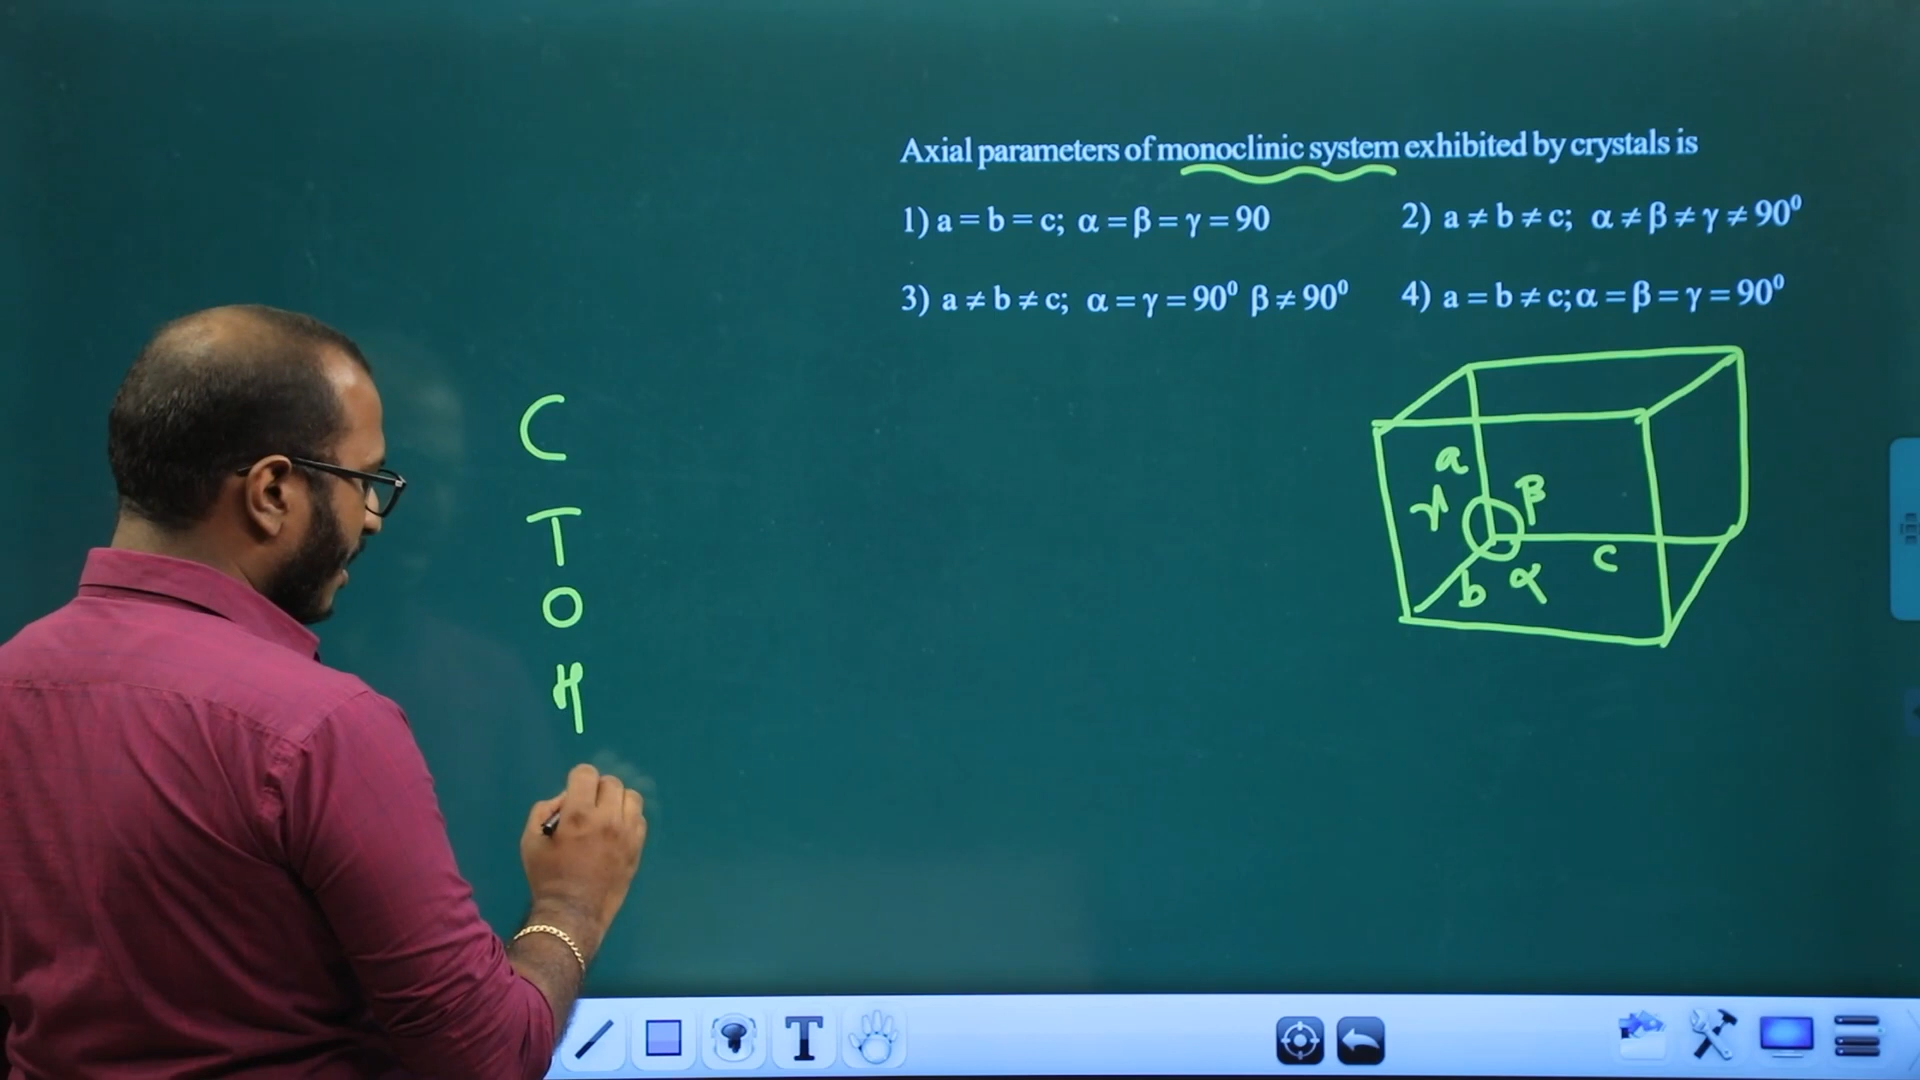 Axial parameters of monoclinic system exhibited by crystals is
1) a = b = c; α = β = γ = 90 2) a ≠ b ≠ c; α ≠ β ≠ γ ≠ 90⁰
3) a ≠ b ≠ c; α = γ = 90⁰ β ≠ 90⁰ 4) a = b ≠ c; α = β = γ = 90⁰
C
T
O
a
γ β
b α c
T